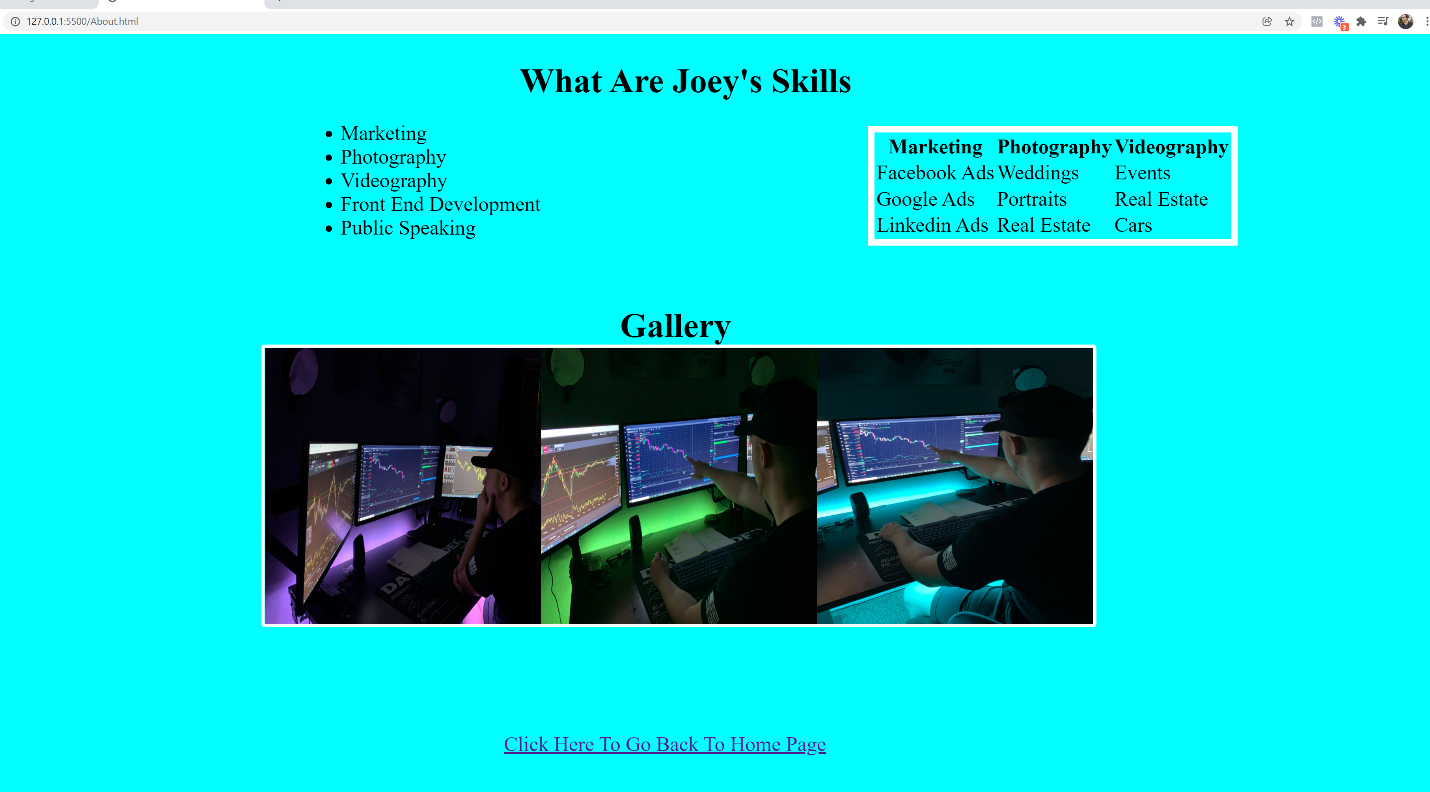 127.0.0.1:5500/About.html
What Are Joey's Skills
Marketing
Photography
Videography
Front End Development
Public Speaking
Marketing Photography Videography
Facebook Ads Weddings Events
Google Ads Portraits Real Estate
Linkedin Ads Real Estate Cars
Gallery
Click Here To Go Back To Home Page